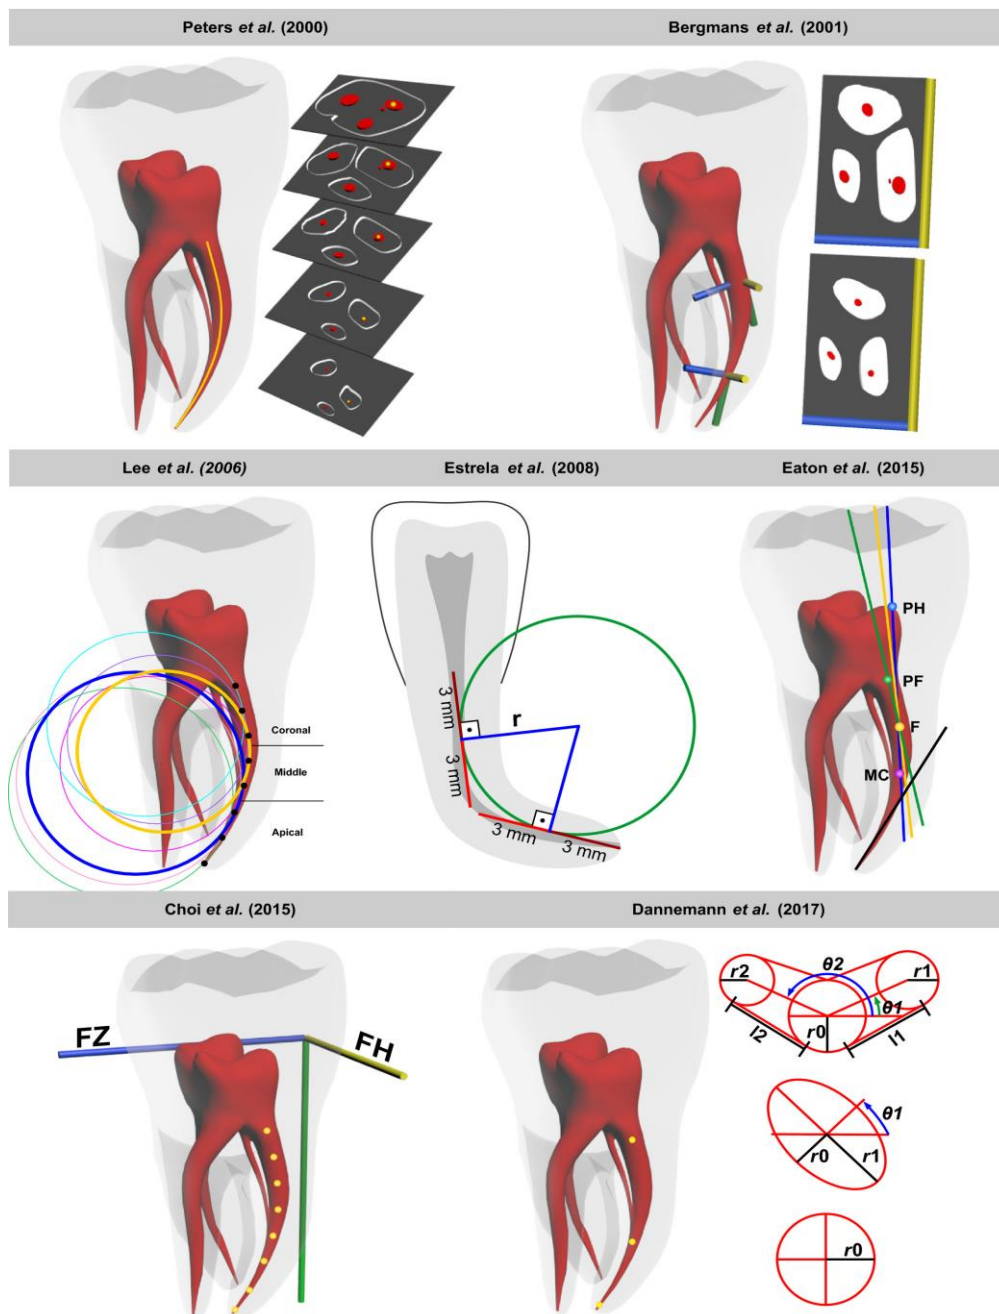 Peters et al. (2000)
Bergmans et al. (2001)
Lee et al. (2006)
Estrela et al. (2008)
Eaton et al. (2015)
Coronal
Middle
Apical
3 mm
3 mm
r
3 mm
3 mm
PH
PF
F
MC
Choi et al. (2015)
Dannemann et al. (2017)
FZ
FH
r2
θ2
r1
θ1
r0
l2
l1
θ1
r0
r1
r0